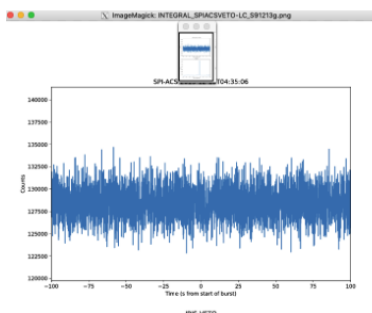 ImageMagick: INTEGRAL_SPIACSVETO-LC_S91213g.png
SPI-ACS T04:35:06
140000
137500
135000
132500
130000
127500
125000
122500
120000
Counts
−100 −75 −50 −25 0 25 50 75 100
Time (s from start of burst)